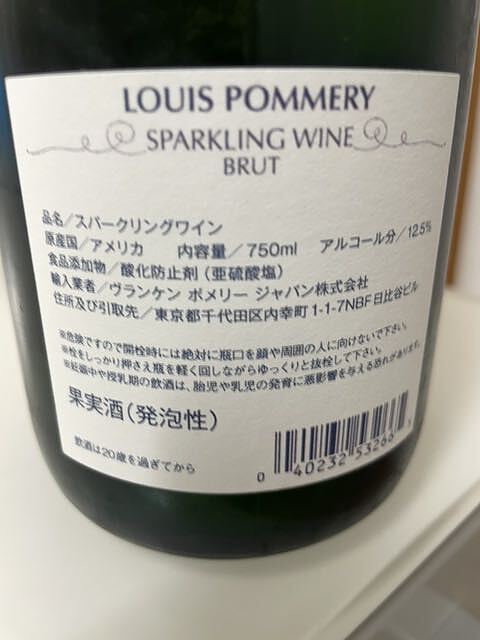 LOUIS POMMERY
SPARKLING WINE
BRUT
品名／スパークリングワイン
原産国／アメリカ　内容量／750ml　アルコール分／12.5%
食品添加物／酸化防止剤（亜硫酸塩）
輸入業者／ヴランケン ポメリー ジャパン株式会社
住所及び引取先／東京都千代田区内幸町1-1-7NBF日比谷ビル
※危険ですので開栓時には絶対に瓶口を顔や周囲の人に向けないで下さい。
※栓をしっかり押さえ瓶を軽く回しながらゆっくりと抜栓して下さい。
※妊娠中や授乳期の飲酒は、胎児や乳児の発育に悪影響を与える恐れがあります。
果実酒（発泡性）
飲酒は20歳を過ぎてから
0 40232 53266